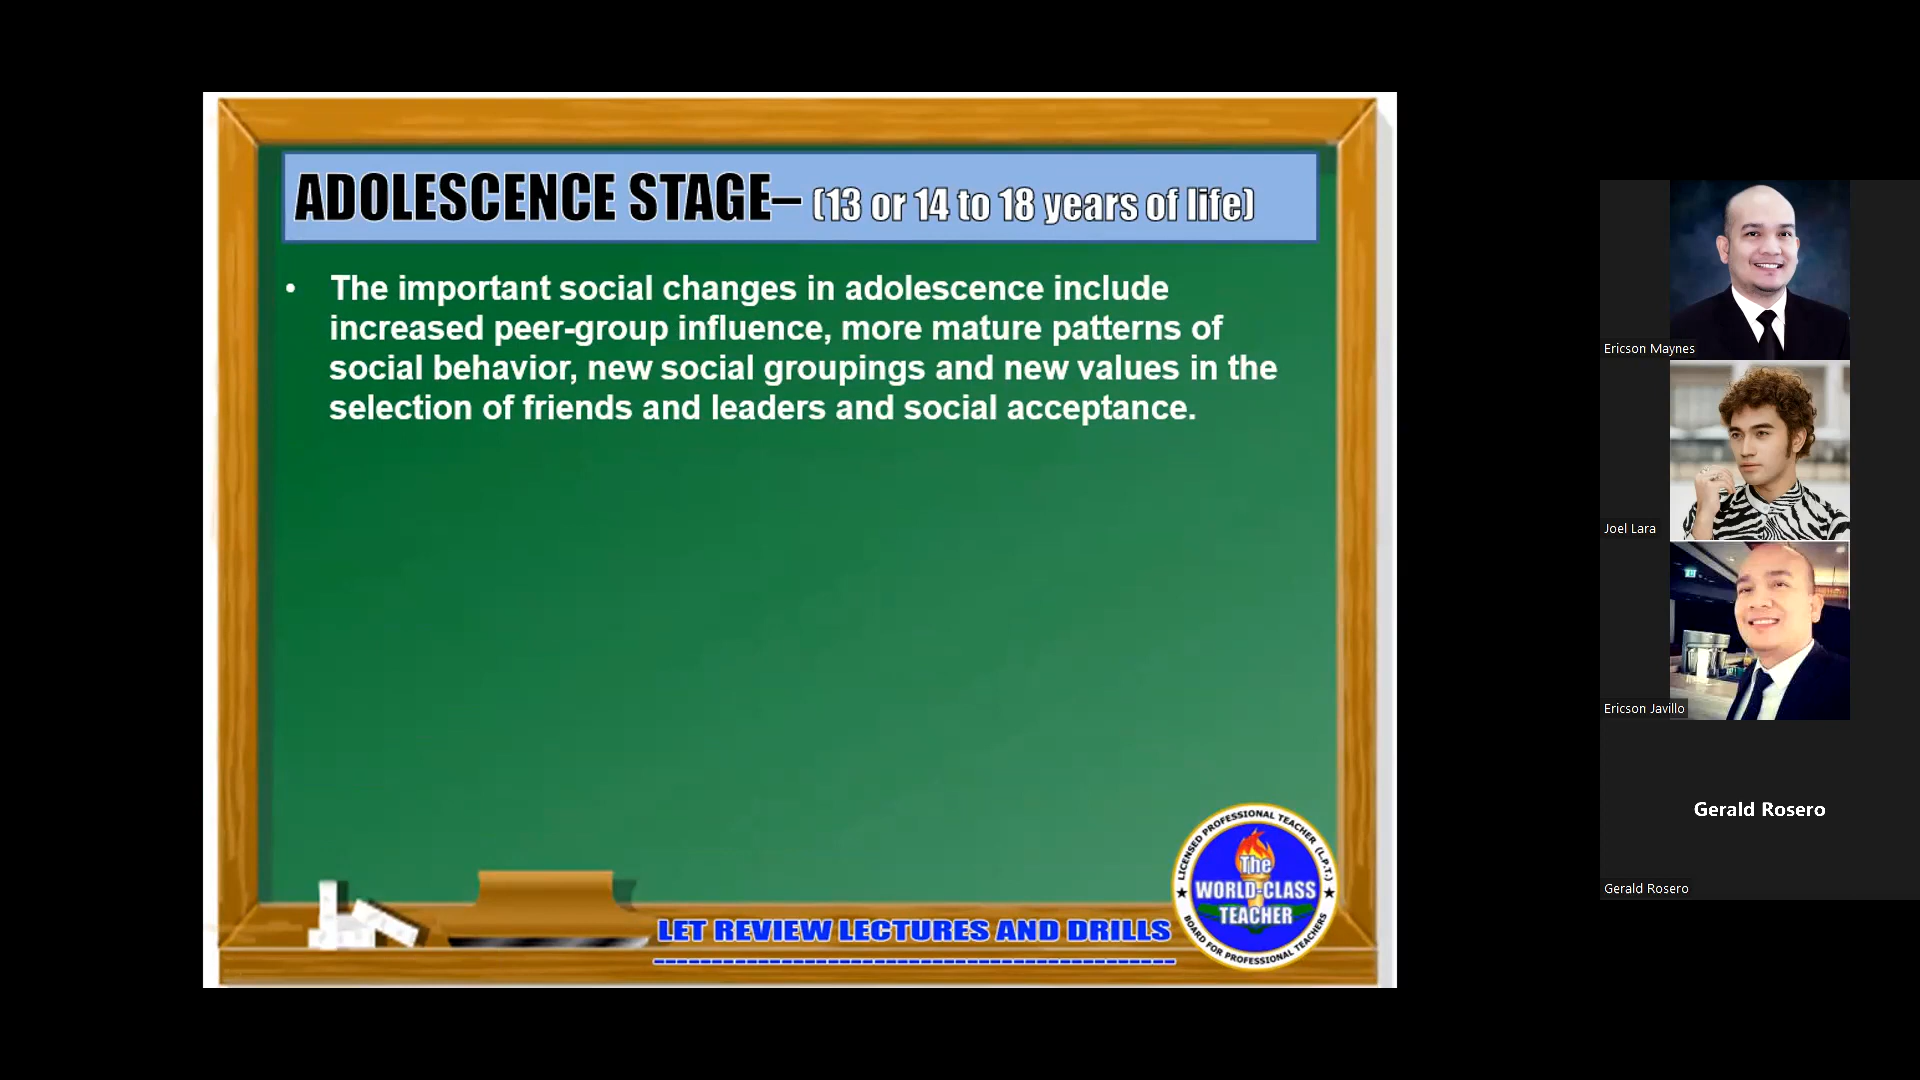 ADOLESCENCE STAGE– (13 or 14 to 18 years of life)
• The important social changes in adolescence include
increased peer-group influence, more mature patterns of
social behavior, new social groupings and new values in the
selection of friends and leaders and social acceptance.
LET REVIEW LECTURES AND DRILLS
LICENSED PROFESSIONAL TEACHER (L.P.T.)
The
WORLD-CLASS
TEACHER
BOARD FOR PROFESSIONAL TEACHERS
Ericson Maynes
Joel Lara
Ericson Javillo
Gerald Rosero
Gerald Rosero